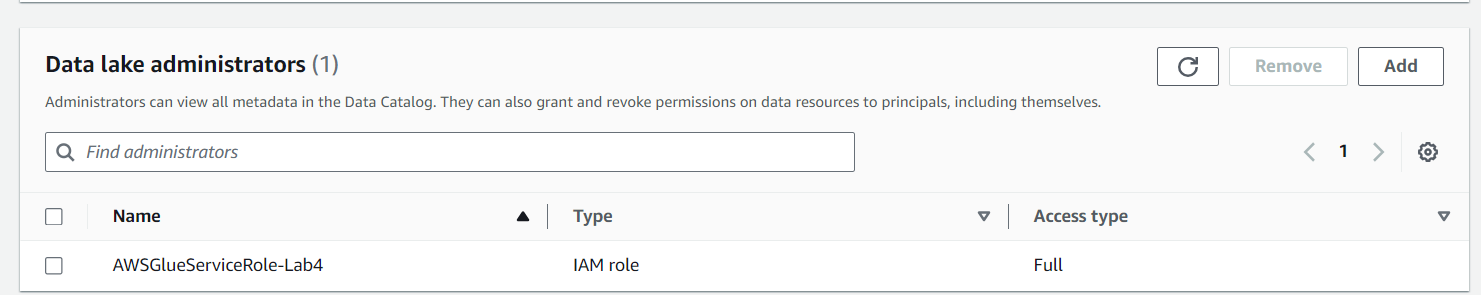 Data lake administrators (1)
Remove
Add
Administrators can view all metadata in the Data Catalog. They can also grant and revoke permissions on data resources to principals, including themselves.
Find administrators
1
Name Type Access type
AWSGlueServiceRole-Lab4 IAM role Full